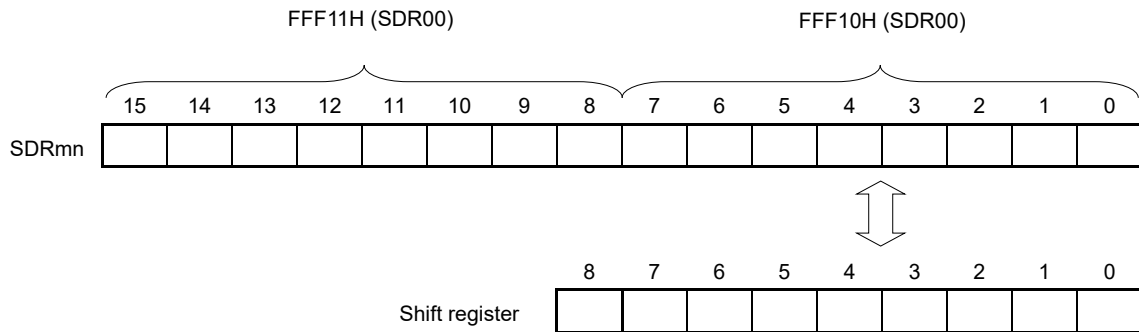 FFF11H (SDR00) FFF10H (SDR00)
15 14 13 12 11 10 9 8 7 6 5 4 3 2 1 0
SDRmn
8 7 6 5 4 3 2 1 0
Shift register